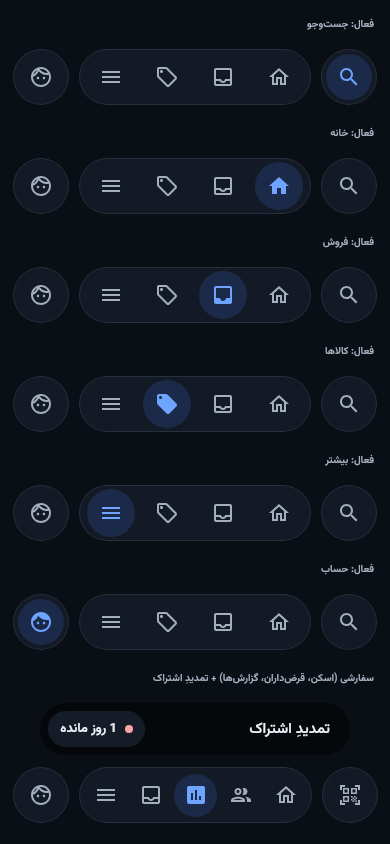 فعال: جست‌وجو
فعال: خانه
فعال: فروش
فعال: کالاها
فعال: بیشتر
فعال: حساب
سفارشی (اسکن، قرض‌داران، گزارش‌ها) + تمدیدِ اشتراک
تمدیدِ اشتراک
1 روز مانده